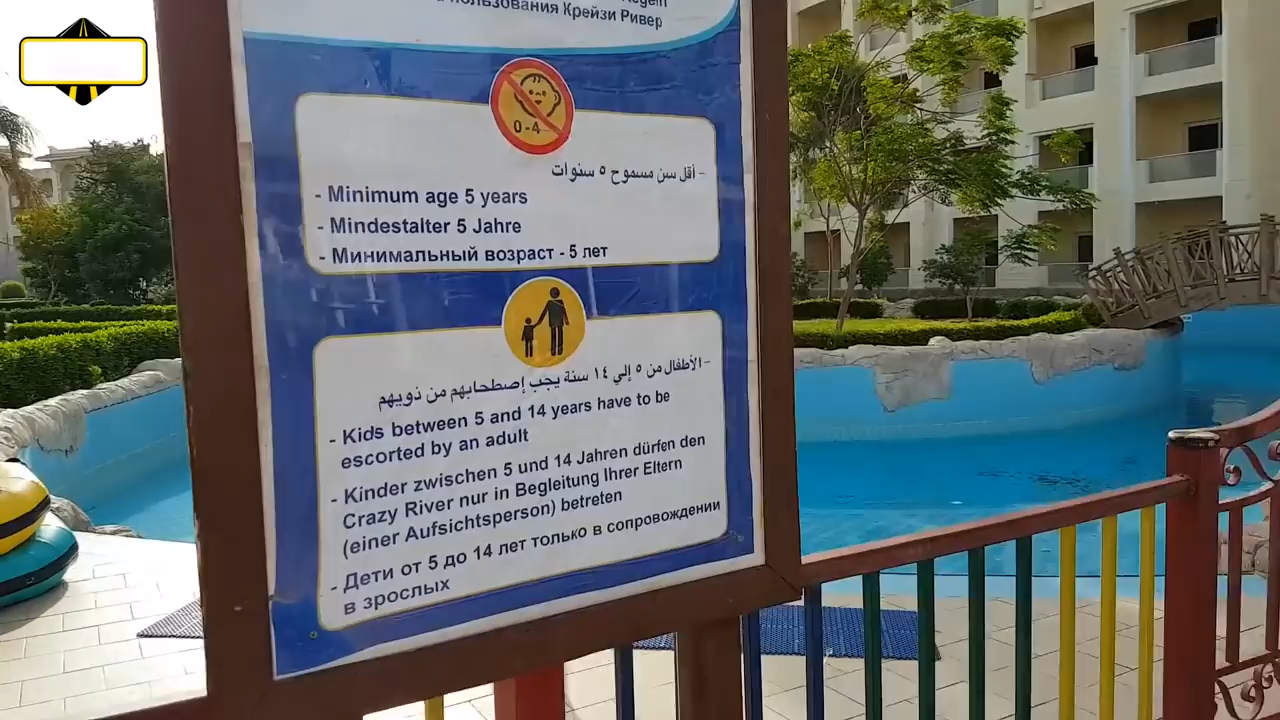 Regeln
пользования Крейзи Ривер
0-4
- أقل سن مسموح ٥ سنوات
- Minimum age 5 years
- Mindestalter 5 Jahre
- Минимальный возраст - 5 лет
- الأطفال من ٥ إلي ١٤ سنة يجب إصطحابهم من ذويهم
- Kids between 5 and 14 years have to be
escorted by an adult
- Kinder zwischen 5 und 14 Jahren dürfen den
Crazy River nur in Begleitung Ihrer Eltern
(einer Aufsichtsperson) betreten
- Дети от 5 до 14 лет только в сопровождении
в зрослых